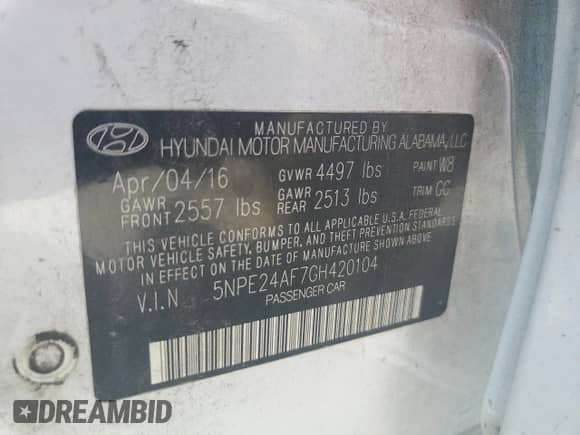 MANUFACTURED BY
HYUNDAI MOTOR MANUFACTURING ALABAMA, LLC
Apr/04/16 GVWR 4497 lbs PAINT W8
GAWR FRONT 2557 lbs GAWR REAR 2513 lbs TRIM GC
THIS VEHICLE CONFORMS TO ALL APPLICABLE U.S.A. FEDERAL
MOTOR VEHICLE SAFETY, BUMPER, AND THEFT PREVENTION STANDARDS
IN EFFECT ON THE DATE OF MANUFACTURE SHOWN ABOVE
V.I.N 5NPE24AF7GH420104
PASSENGER CAR
DREAMBID